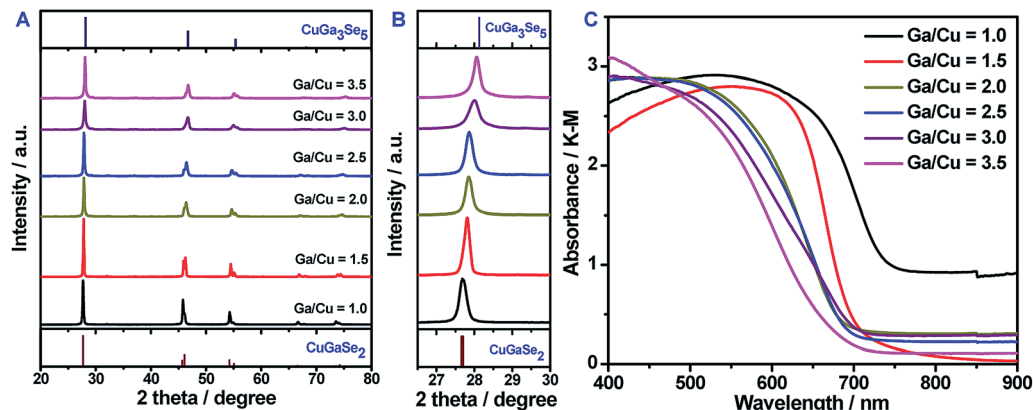 A
CuGa3Se5
Ga/Cu = 3.5
Ga/Cu = 3.0
Ga/Cu = 2.5
Ga/Cu = 2.0
Ga/Cu = 1.5
Ga/Cu = 1.0
CuGaSe2
Intensity / a.u.
20 30 40 50 60 70 80
2 theta / degree
B
CuGa3Se5
CuGaSe2
Intensity / a.u.
27 28 29 30
2 theta / degree
C
Ga/Cu = 1.0
Ga/Cu = 1.5
Ga/Cu = 2.0
Ga/Cu = 2.5
Ga/Cu = 3.0
Ga/Cu = 3.5
Absorbance / K-M
3
2
1
0
400 500 600 700 800 900
Wavelength / nm